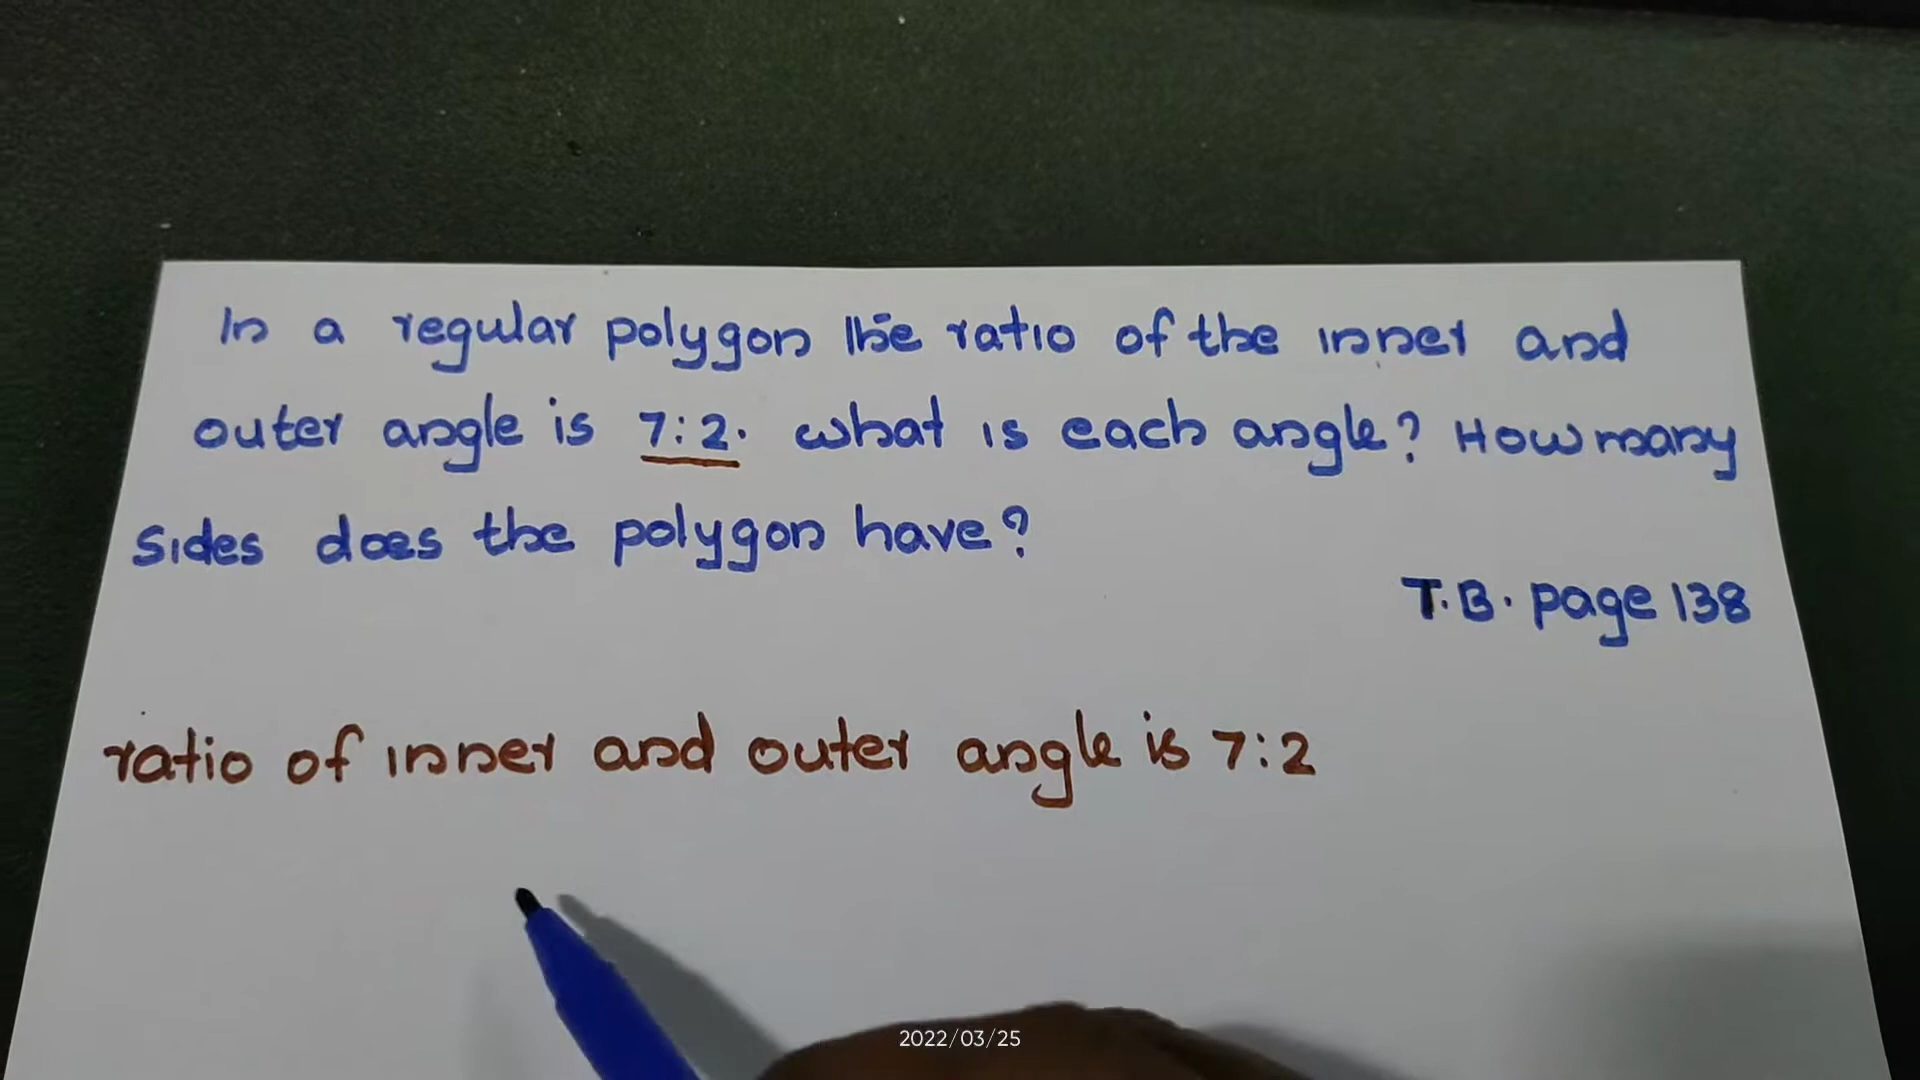 In a regular polygon the ratio of the inner and
outer angle is 7:2. what is each angle? How many
sides does the polygon have?
T.B. page 138
ratio of inner and outer angle is 7:2
2022/03/25